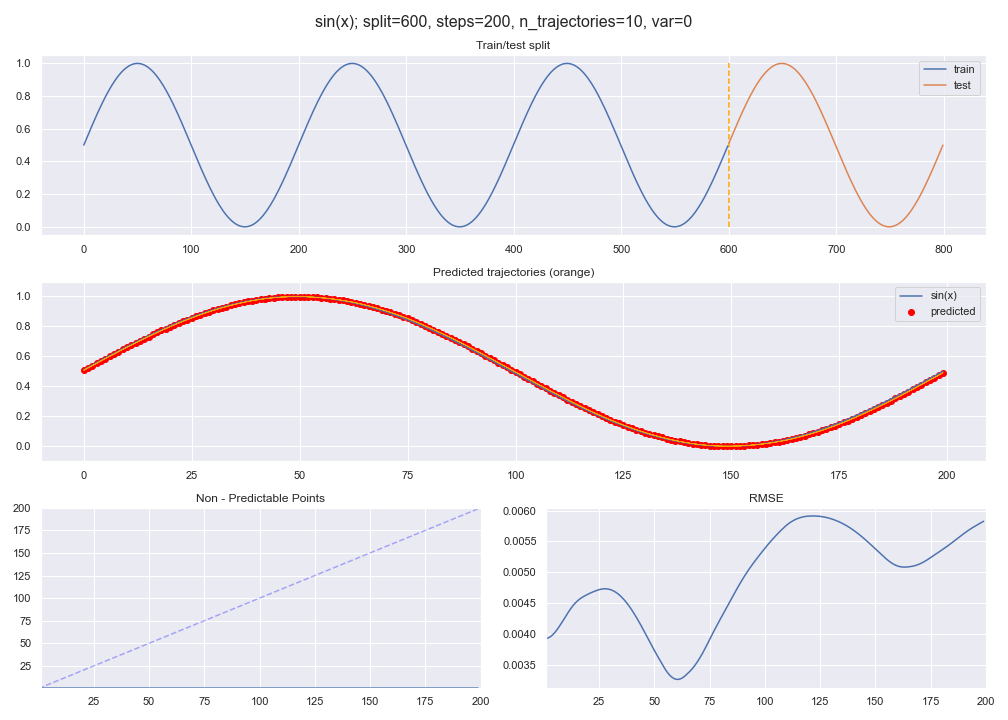 sin(x); split=600, steps=200, n_trajectories=10, var=0
Train/test split
1.0
0.8
0.6
0.4
0.2
0.0
train
test
0 100 200 300 400 500 600 700 800
Predicted trajectories (orange)
1.0
0.8
0.6
0.4
0.2
0.0
sin(x)
predicted
0 25 50 75 100 125 150 175 200
Non - Predictable Points
200
175
150
125
100
75
50
25
25 50 75 100 125 150 175 200
RMSE
0.0060
0.0055
0.0050
0.0045
0.0040
0.0035
25 50 75 100 125 150 175 200